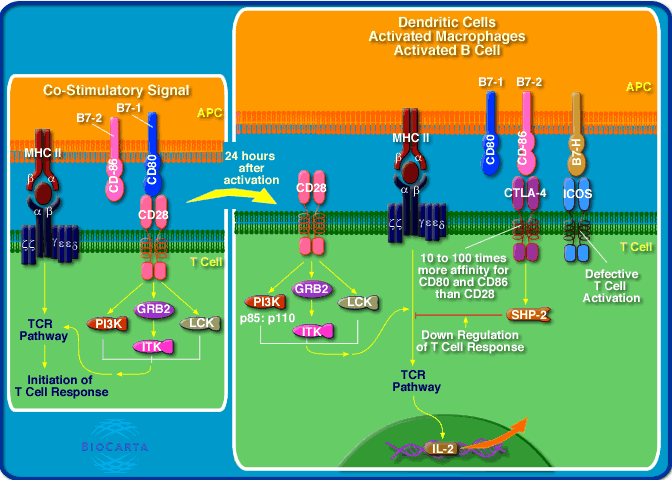 Co-Stimulatory Signal
B7-1
B7-2
APC
MHC II
CD-86
CD80
β α
α β
CD28
ζζ
γεεδ
T Cell
PI3K
GRB2
LCK
ITK
TCR
Pathway
Initiation of
T Cell Response
BIOCARTA
24 hours
after
activation
Dendritic Cells
Activated Macrophages
Activated B Cell
B7-1
B7-2
APC
MHC II
CD80
CD-86
B7-H
β α
α β
CD28
CTLA-4
ICOS
ζζ
γεεδ
T Cell
10 to 100 times
more affinity for
CD80 and CD86
than CD28
Defective
T Cell
Activation
PI3K
p85: p110
GRB2
LCK
ITK
SHP-2
Down Regulation
of T Cell Response
TCR
Pathway
IL-2